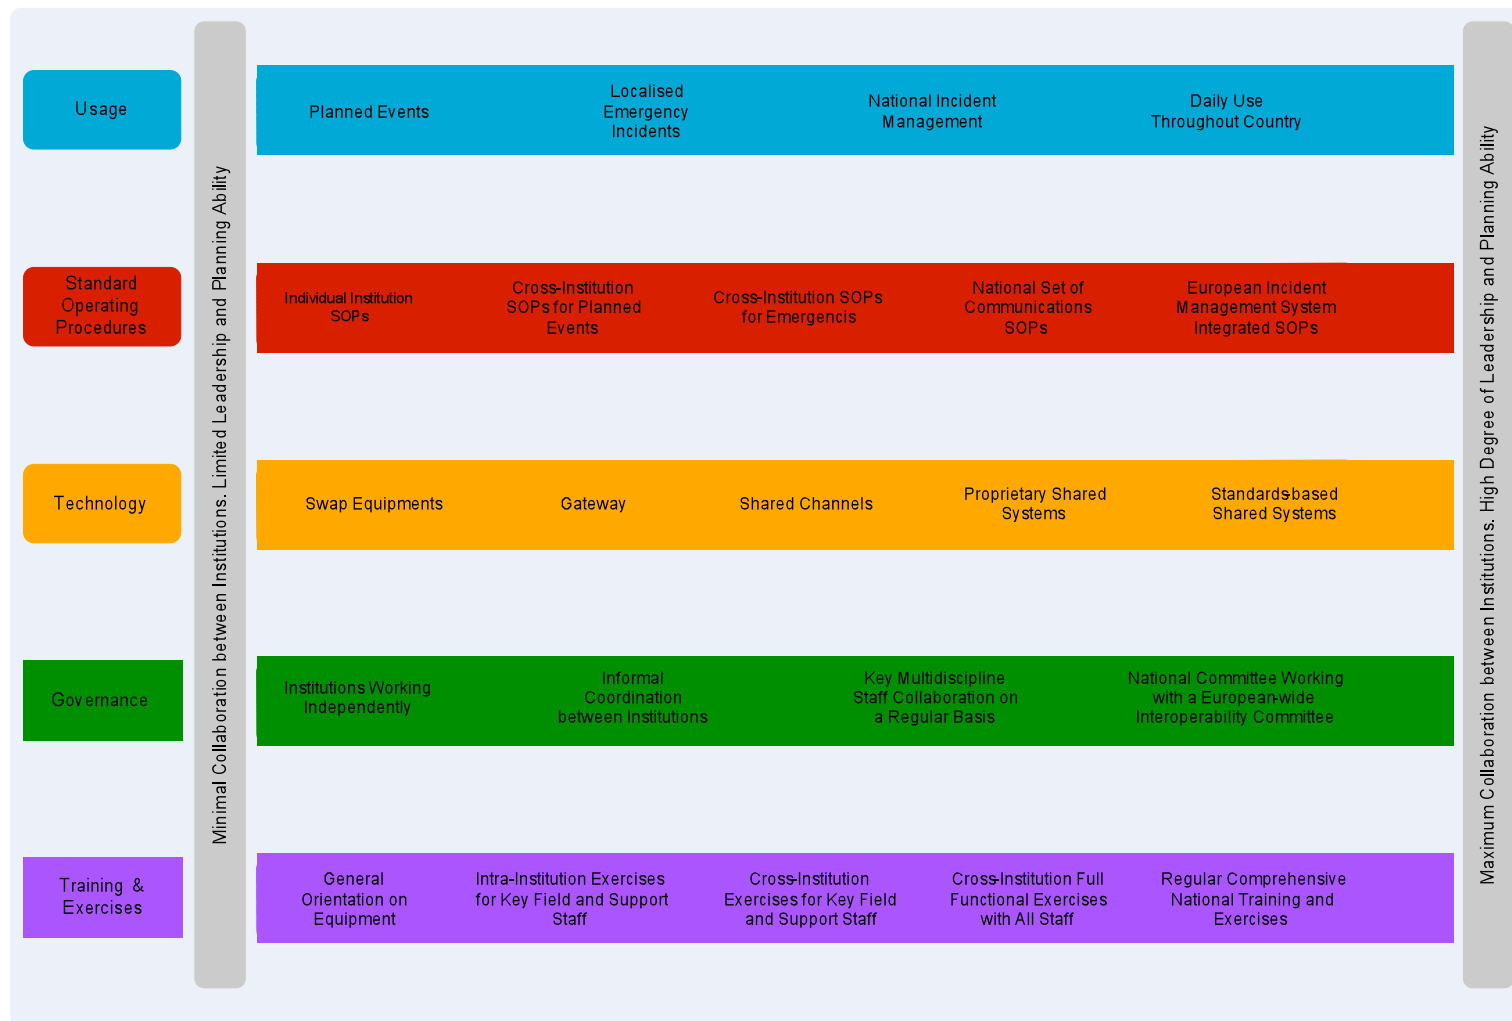 Usage
Planned Events
Localised
Emergency
Incidents
National Incident
Management
Daily Use
Throughout Country
Standard
Operating
Procedures
Individual Institution
SOPs
Cross-Institution
SOPs for Planned
Events
Cross-Institution SOPs
for Emergencis
National Set of
Communications
SOPs
European Incident
Management System
Integrated SOPs
Technology
Swap Equipments
Gateway
Shared Channels
Proprietary Shared
Systems
Standards-based
Shared Systems
Governance
Institutions Working
Independently
Informal
Coordination
between Institutions
Key Multidiscipline
Staff Collaboration on
a Regular Basis
National Committee Working
with a European-wide
Interoperability Committee
Training & 
Exercises
General
Orientation on
Equipment
Intra-Institution Exercises
for Key Field and Support
Staff
Cross-Institution
Exercises for Key Field
and Support Staff
Cross-Institution Full
Functional Exercises
with All Staff
Regular Comprehensive
National Training and
Exercises
Minimal Collaboration between Institutions. Limited Leadership and Planning Ability
Maximum Collaboration between Institutions. High Degree of Leadership and Planning Ability